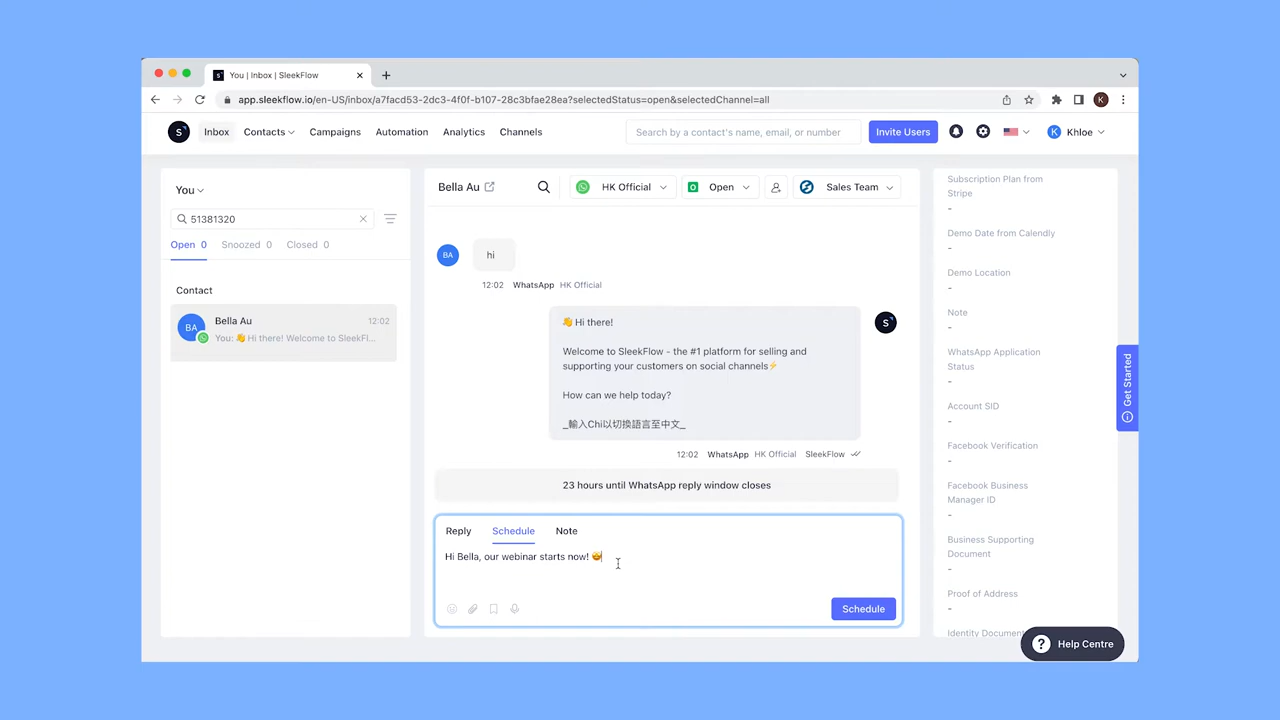 You | Inbox | SleekFlow
app.sleekflow.io/en-US/inbox/a7facd53-2dc3-4f0f-b107-28c3bfae28ea?selectedStatus=open&selectedChannel=all
K
S
Inbox
Contacts
Campaigns
Automation
Analytics
Channels
Search by a contact's name, email, or number
Invite Users
K
Khloe
You
51381320
Open 0
Snoozed 0
Closed 0
Contact
BA
Bella Au
12:02
You: 👋 Hi there! Welcome to SleekFl...
Bella Au
HK Official
Open
Sales Team
BA
hi
12:02 WhatsApp HK Official
👋 Hi there!
Welcome to SleekFlow - the #1 platform for selling and
supporting your customers on social channels⚡
How can we help today?
_輸入Chi以切換語言至中文_
S
12:02 WhatsApp HK Official SleekFlow
23 hours until WhatsApp reply window closes
Reply
Schedule
Note
Hi Bella, our webinar starts now! 🤩
Schedule
Subscription Plan from
Stripe
-
Demo Date from Calendly
-
Demo Location
-
Note
-
WhatsApp Application
Status
-
Account SID
-
Facebook Verification
-
Facebook Business
Manager ID
-
Business Supporting
Document
-
Proof of Address
-
Identity Documen
Get Started
? Help Centre